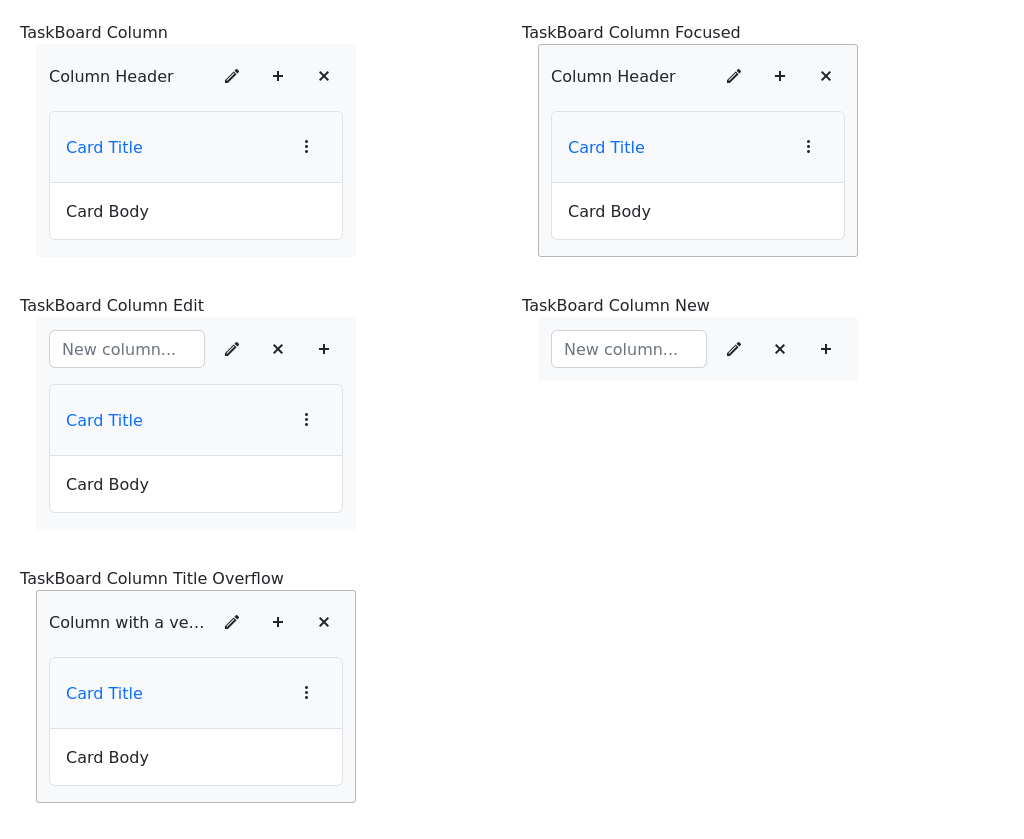 TaskBoard Column
Column Header
Card Title
Card Body
TaskBoard Column Focused
Column Header
Card Title
Card Body
TaskBoard Column Edit
New column...
Card Title
Card Body
TaskBoard Column New
New column...
TaskBoard Column Title Overflow
Column with a ve...
Card Title
Card Body